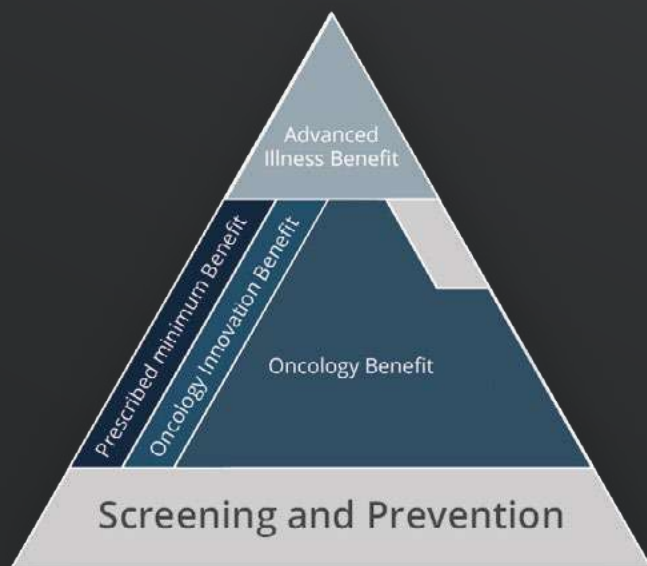 Advanced
Illness Benefit
Prescribed minimum Benefit
Oncology Innovation Benefit
Oncology Benefit
Screening and Prevention